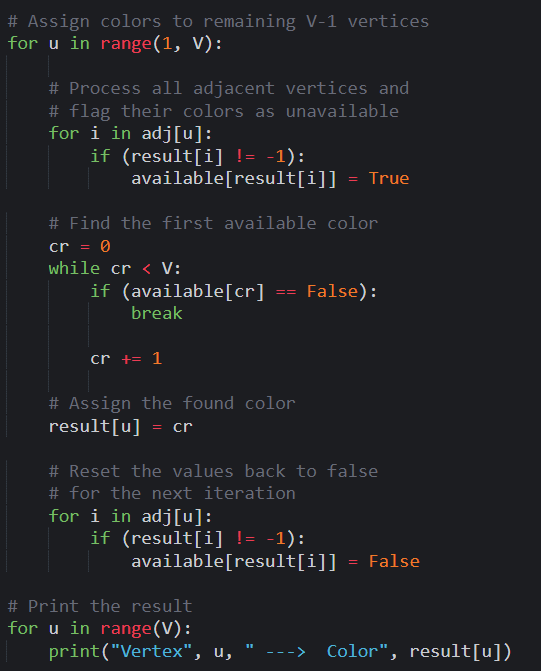 # Assign colors to remaining V-1 vertices
for u in range(1, V):
# Process all adjacent vertices and
# flag their colors as unavailable
for i in adj[u]:
if (result[i] != -1):
available[result[i]] = True
# Find the first available color
cr = 0
while cr < V:
if (available[cr] == False):
break
cr += 1
# Assign the found color
result[u] = cr
# Reset the values back to false
# for the next iteration
for i in adj[u]:
if (result[i] != -1):
available[result[i]] = False
# Print the result
for u in range(V):
print("Vertex", u, " --->  Color", result[u])